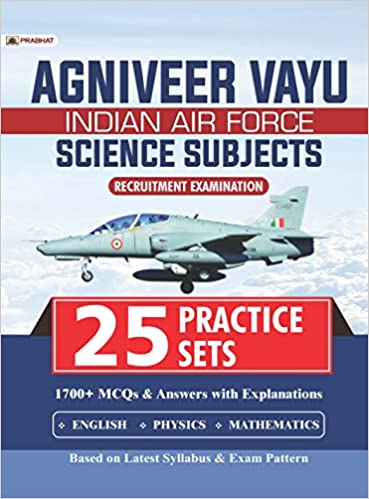 PRABHAT
AGNIVEER VAYU
INDIAN AIR FORCE
SCIENCE SUBJECTS
RECRUITMENT EXAMINATION
25 PRACTICE SETS
1700+ MCQs & Answers with Explanations
ENGLISH ❖ PHYSICS ❖ MATHEMATICS
Based on Latest Syllabus & Exam Pattern